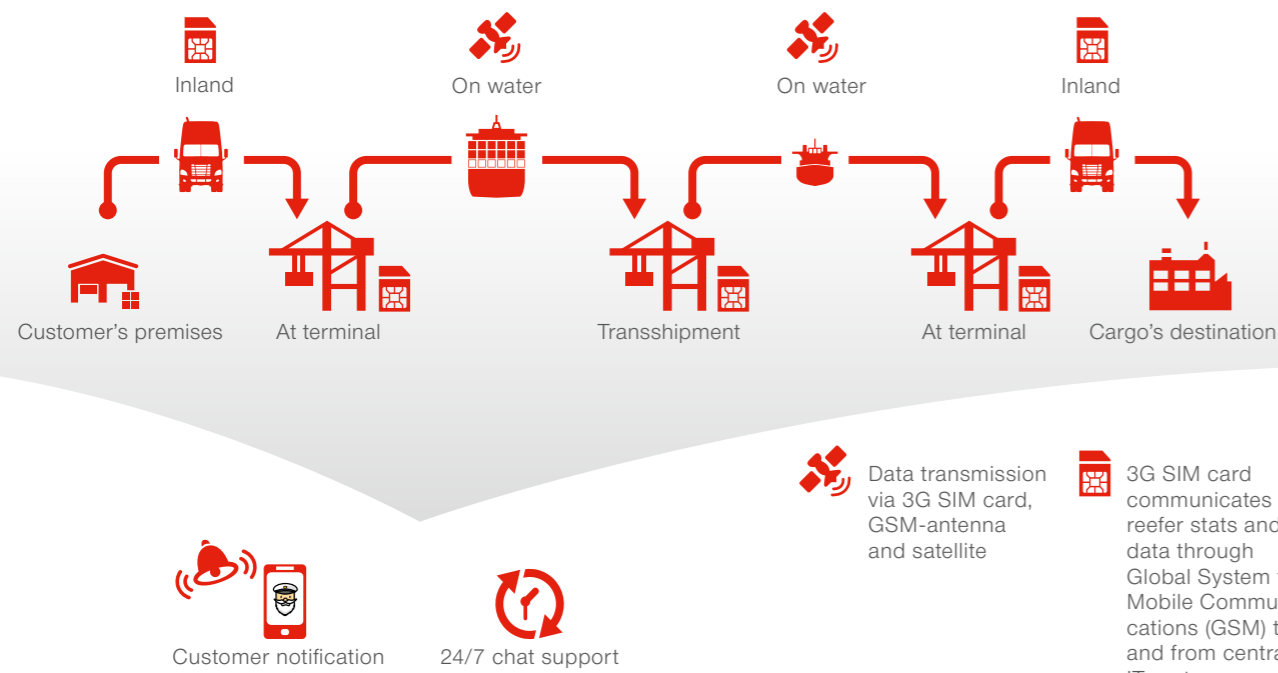 Inland
On water
On water
Inland
Customer's premises
At terminal
Transshipment
At terminal
Cargo's destination
Data transmission
via 3G SIM card,
GSM-antenna
and satellite
3G SIM card
communicates
reefer stats and
data through
Global System
Mobile Commu
cations (GSM)
and from centra
Customer notification
24/7 chat support